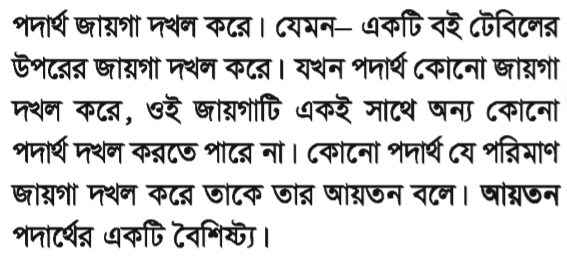 পদার্থ জায়গা দখল করে। যেমন– একটি বই টেবিলের
উপরের জায়গা দখল করে। যখন পদার্থ কোনো জায়গা
দখল করে, ওই জায়গাটি একই সাথে অন্য কোনো
পদার্থ দখল করতে পারে না। কোনো পদার্থ যে পরিমাণ
জায়গা দখল করে তাকে তার আয়তন বলে। আয়তন
পদার্থের একটি বৈশিষ্ট্য।